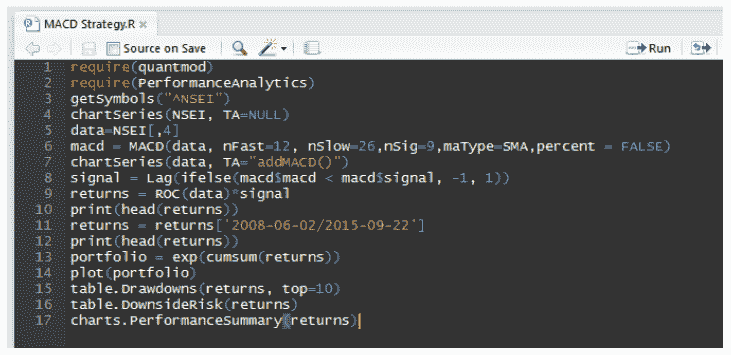 MACD Strategy.R
Source on Save
Run
1 require(quantmod)
2 require(PerformanceAnalytics)
3 getSymbols("^NSEI")
4 chartSeries(NSEI, TA=NULL)
5 data=NSEI[,4]
6 macd = MACD(data, nFast=12, nSlow=26,nSig=9,maType=SMA,percent = FALSE)
7 chartSeries(data, TA="addMACD()")
8 signal = Lag(ifelse(macd$macd < macd$signal, -1, 1))
9 returns = ROC(data)*signal
10 print(head(returns))
11 returns = returns['2008-06-02/2015-09-22']
12 print(head(returns))
13 portfolio = exp(cumsum(returns))
14 plot(portfolio)
15 table.Drawdowns(returns, top=10)
16 table.DownsideRisk(returns)
17 charts.PerformanceSummary(returns)